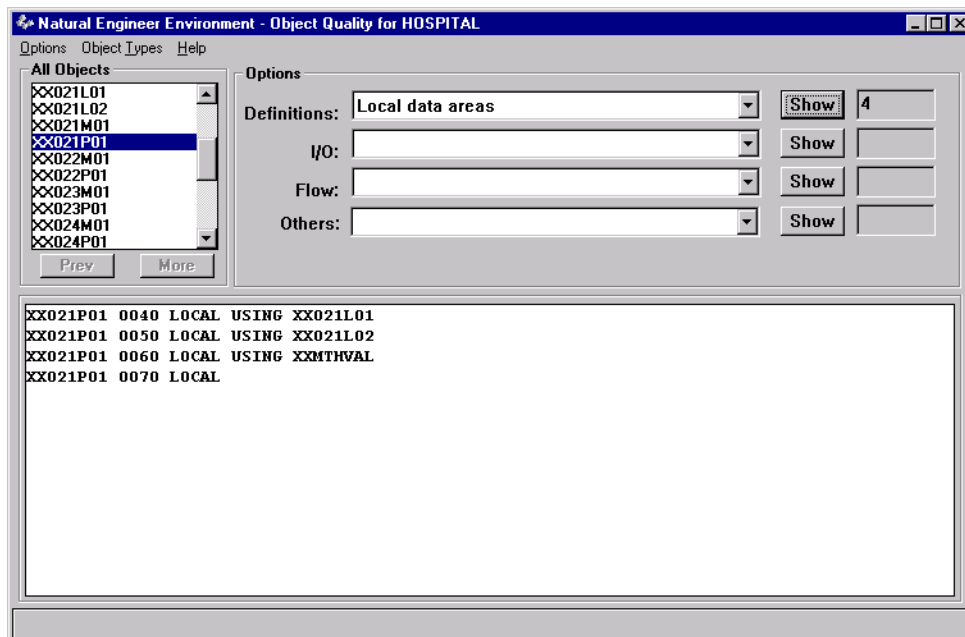 Natural Engineer Environment - Object Quality for HOSPITAL
Options Object Types Help
All Objects
XX021L01
XX021L02
XX021M01
XX021P01
XX022M01
XX022P01
XX023M01
XX023P01
XX024M01
XX024P01
Prev More
Options
Definitions: Local data areas Show 4
I/O: Show
Flow: Show
Others: Show
XX021P01 0040 LOCAL USING XX021L01
XX021P01 0050 LOCAL USING XX021L02
XX021P01 0060 LOCAL USING XXMTHVAL
XX021P01 0070 LOCAL